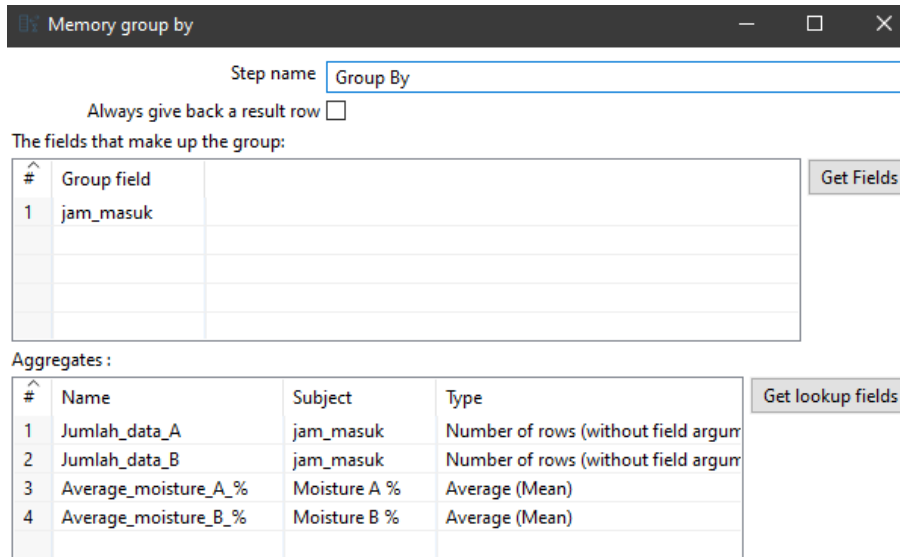 Memory group by
Step name Group By
Always give back a result row
The fields that make up the group:
# Group field
Get Fields
1 jam_masuk
Aggregates :
# Name Subject Type
Get lookup fields
1 Jumlah_data_A jam_masuk Number of rows (without field argum
2 Jumlah_data_B jam_masuk Number of rows (without field argum
3 Average_moisture_A_% Moisture A % Average (Mean)
4 Average_moisture_B_% Moisture B % Average (Mean)